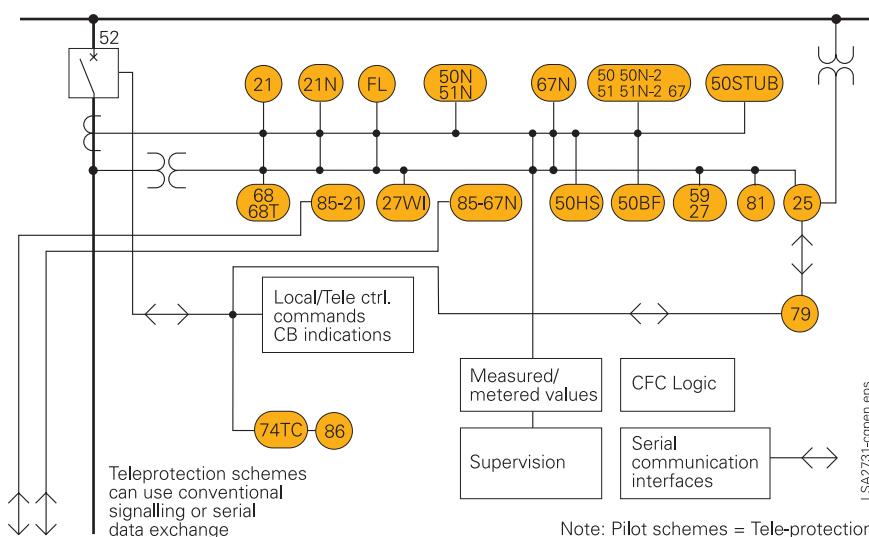 52
21
21N
FL
50N
51N
67N
50 50N-2
51 51N-2 67
50STUB
68
68T
85-21
27WI
85-67N
50HS
50BF
59
27
81
25
Local/Tele ctrl.
commands
CB indications
79
Measured/
metered values
CFC Logic
74TC
86
Supervision
Serial
communication
interfaces
Teleprotection schemes
can use conventional
signalling or serial
data exchange
Note: Pilot schemes = Tele-protection
LSA2731-cgpen.eps